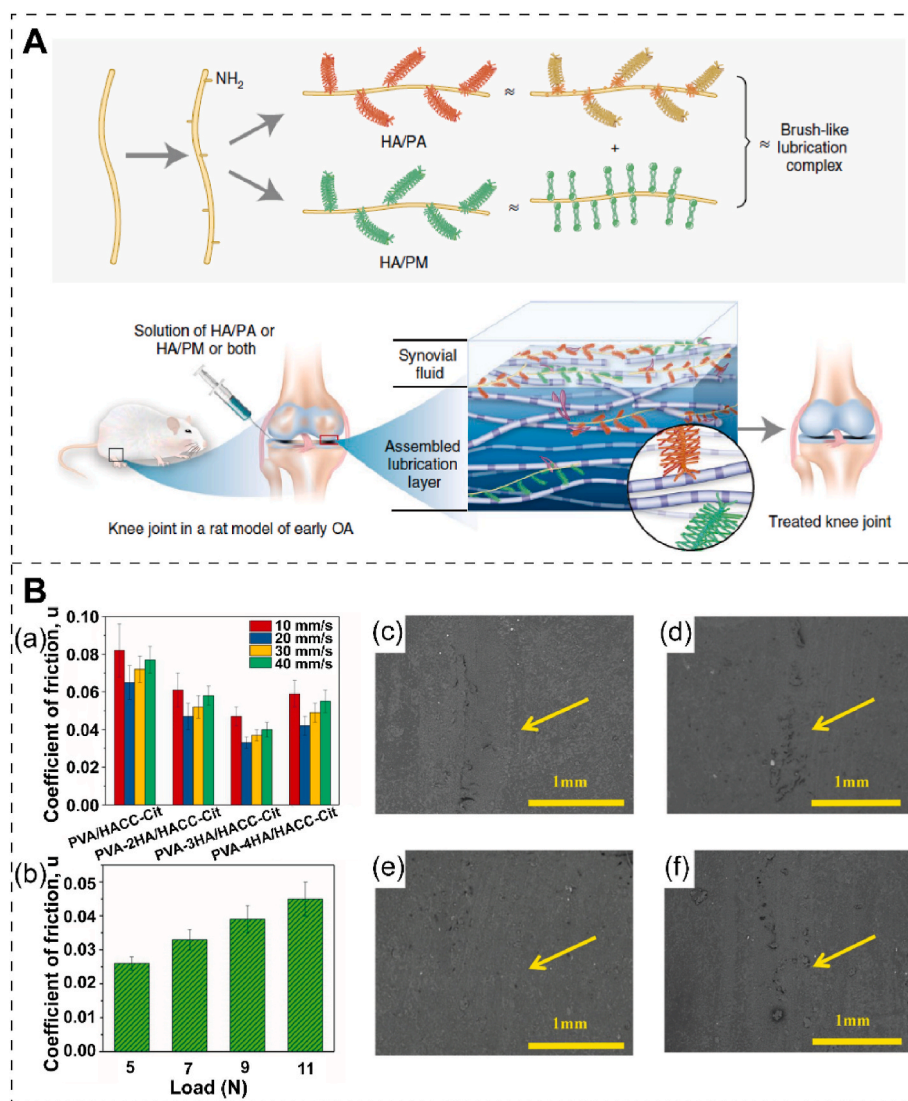 A
NH2
HA/PA
≈
+
≈
HA/PM
≈
Brush-like
lubrication
complex
Solution of HA/PA or
HA/PM or both
Synovial
fluid
Assembled
lubrication
layer
Knee joint in a rat model of early OA
Treated knee joint
B
(a)
Coefficient of friction, u
0.10
0.08
0.06
0.04
0.02
0.00
10 mm/s
20 mm/s
30 mm/s
40 mm/s
PVA/HACC-Cit
PVA-2HA/HACC-Cit
PVA-3HA/HACC-Cit
PVA-4HA/HACC-Cit
(b)
Coefficient of friction, u
0.05
0.04
0.03
0.02
0.01
0.00
5 7 9 11
Load (N)
(c)
1mm
(d)
1mm
(e)
1mm
(f)
1mm